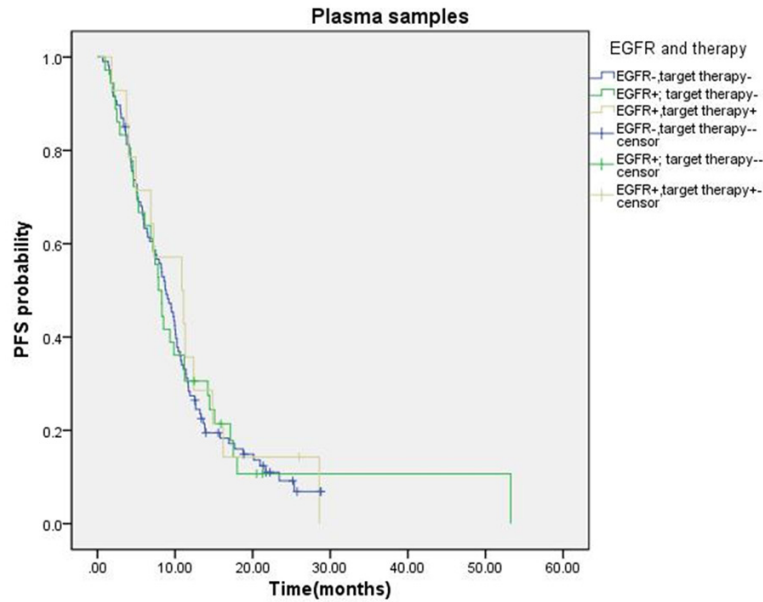 Plasma samples
EGFR and therapy
EGFR-,target therapy-
EGFR+; target therapy-
EGFR+,target therapy+
EGFR-,target therapy--
censor
EGFR+; target therapy--
censor
EGFR+,target therapy+-
censor
PFS probability
1.0
0.8
0.6
0.4
0.2
0.0
.00 10.00 20.00 30.00 40.00 50.00 60.00
Time(months)